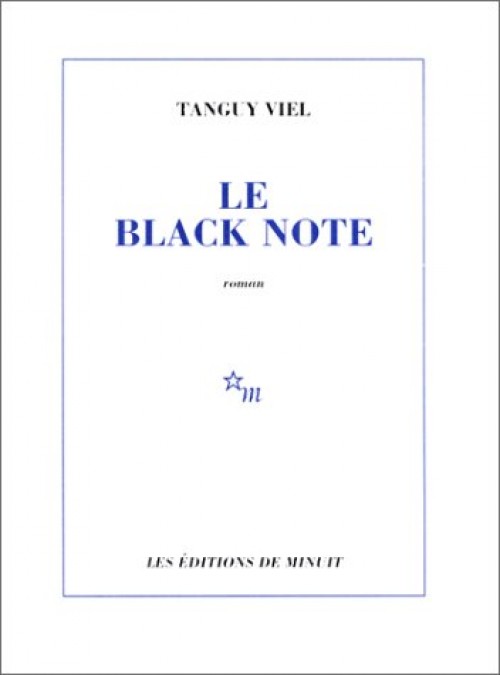 TANGUY VIEL
LE
BLACK NOTE
roman
m
LES ÉDITIONS DE MINUIT